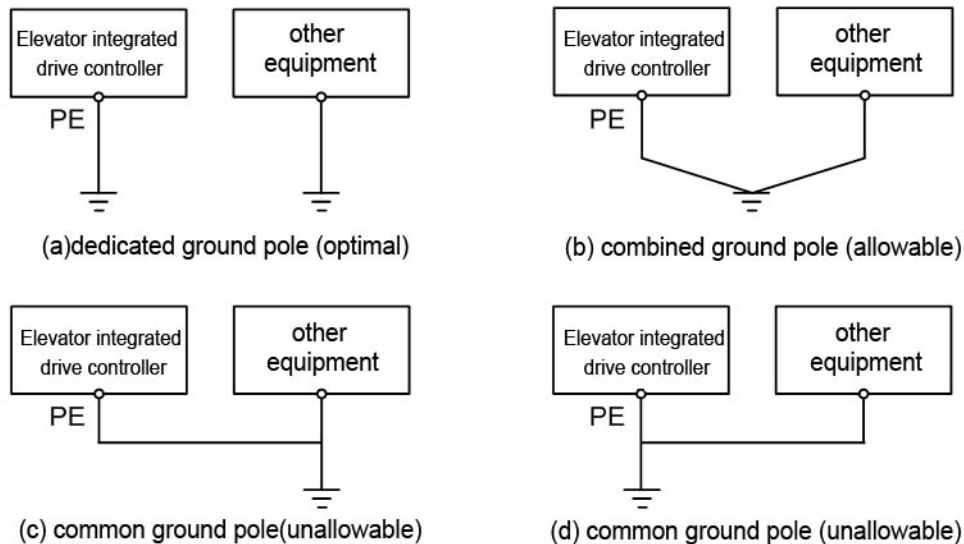 Elevator integrated
drive controller
other
equipment
PE
(a)dedicated ground pole (optimal)
Elevator integrated
drive controller
other
equipment
PE
(b) combined ground pole (allowable)
Elevator integrated
drive controller
other
equipment
PE
(c) common ground pole(unallowable)
Elevator integrated
drive controller
other
equipment
PE
(d) common ground pole (unallowable)